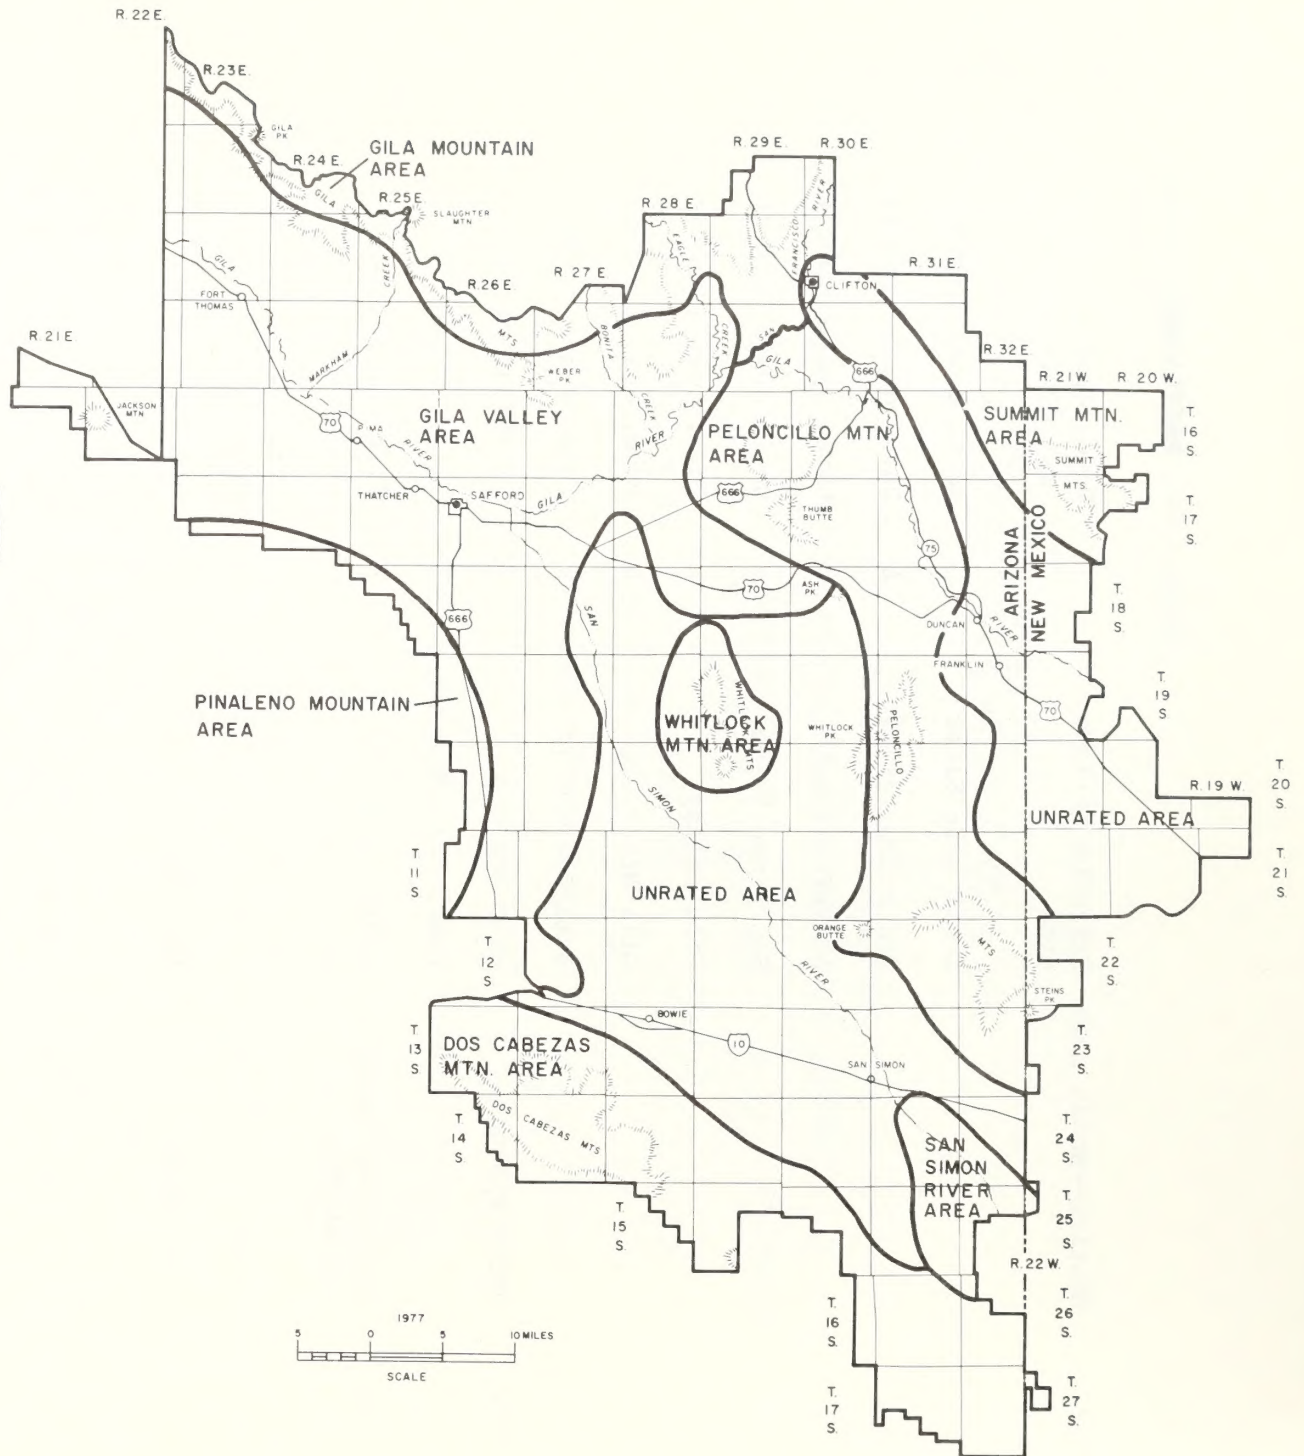 R. 22 E.
R. 23 E.
GILA
PK
R. 24 E.
GILA MOUNTAIN
AREA
GILA
R. 25 E.
SLAUGHTER
MTN
R. 26 E.
MTS
R. 27 E
R. 28 E.
R. 29 E.
R. 30 E.
EAGLE
CREEK
SAN
FRANCISCO
RIVER
CLIFTON
R. 31 E.
R. 32 E
R. 21 W.
R. 20 W.
T.
16
S.
GILA
FORT
THOMAS
MARKHAM
CREEK
R. 21 E
JACKSON
MTN
BONITA
CREEK
WEBER
PK
GILA
666
GILA VALLEY
AREA
70
PIMA
RIVER
RIVER
GILA
THATCHER
SAFFORD
PELONCILLO MTN.
AREA
666
THUMB
BUTTE
SUMMIT MTN.
AREA
SUMMIT
MTS.
T.
17
S.
75
ARIZONA
NEW MEXICO
70
ASH
PK
T.
18
S.
SAN
666
DUNCAN
RIVER
FRANKLIN
T.
19
S
70
PINALENO MOUNTAIN
AREA
WHITLOCK
MTN. AREA
WHITLOCK MTS
WHITLOCK
PK
PELONCILLO
SIMON
T
20
S.
R. 19 W.
UNRATED AREA
T.
11
S.
T.
21
S.
UNRATED AREA
ORANGE
BUTTE
MTS
T
12
S.
T.
22
S.
RIVER
STEINS
PK
BOWIE
T.
13
S
DOS CABEZAS
MTN. AREA
10
SAN SIMON
T.
23
S.
DOS CABEZAS MTS
T.
14
S.
T.
24
S.
SAN
SIMON
RIVER
AREA
T.
15
S.
T.
25
S.
R. 22 W.
T.
16
S.
T.
26
S.
1977
5 0 5 10 MILES
SCALE
T.
17
S.
T.
27
S.